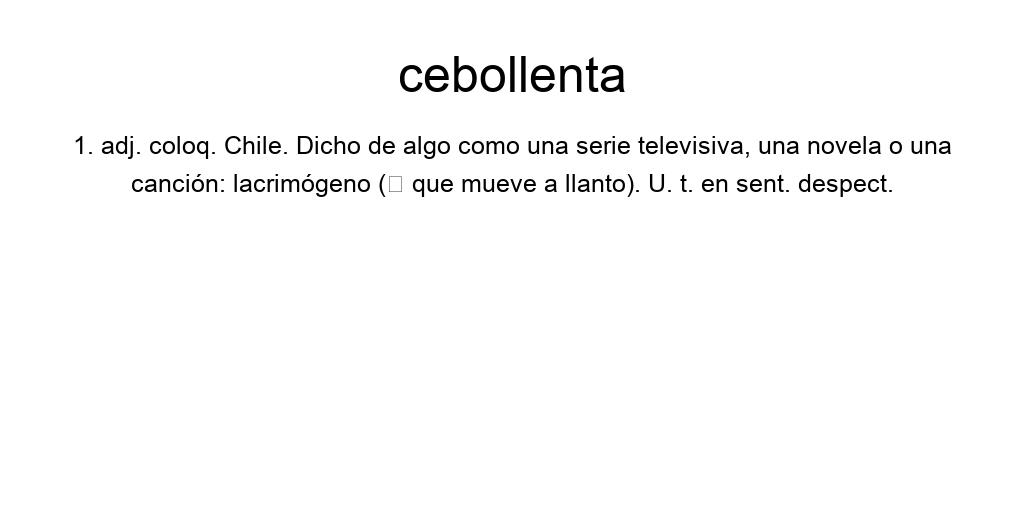 cebollenta
1. adj. coloq. Chile. Dicho de algo como una serie televisiva, una novela o una
canción: lacrimógeno (▯ que mueve a llanto). U. t. en sent. despect.